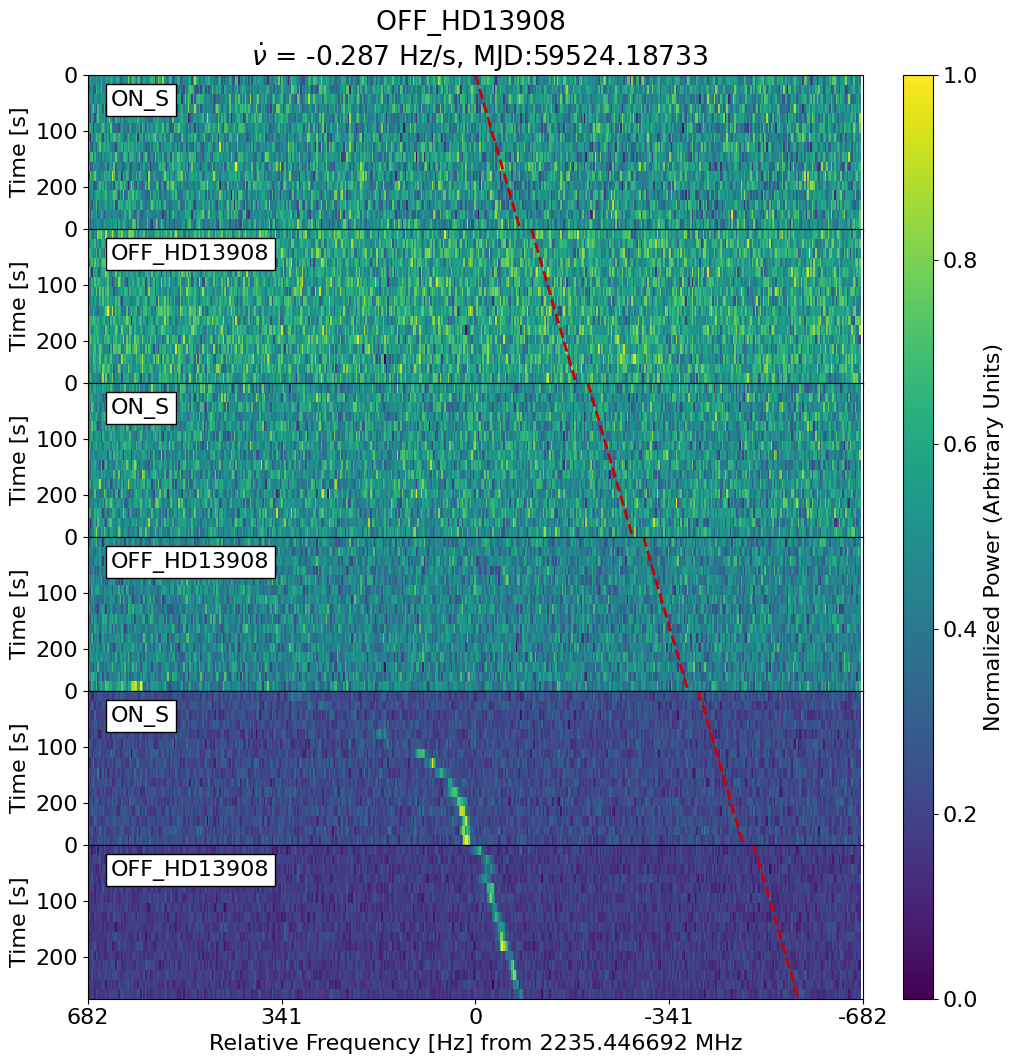 OFF_HD13908
ν̇ = -0.287 Hz/s, MJD:59524.18733
0
ON_S
100
200
Time [s]
0
OFF_HD13908
100
200
Time [s]
0
ON_S
100
200
Time [s]
0
OFF_HD13908
100
200
Time [s]
0
ON_S
100
200
Time [s]
0
OFF_HD13908
100
200
Time [s]
682 341 0 -341 -682
Relative Frequency [Hz] from 2235.446692 MHz
1.0
0.8
0.6
0.4
0.2
0.0
Normalized Power (Arbitrary Units)